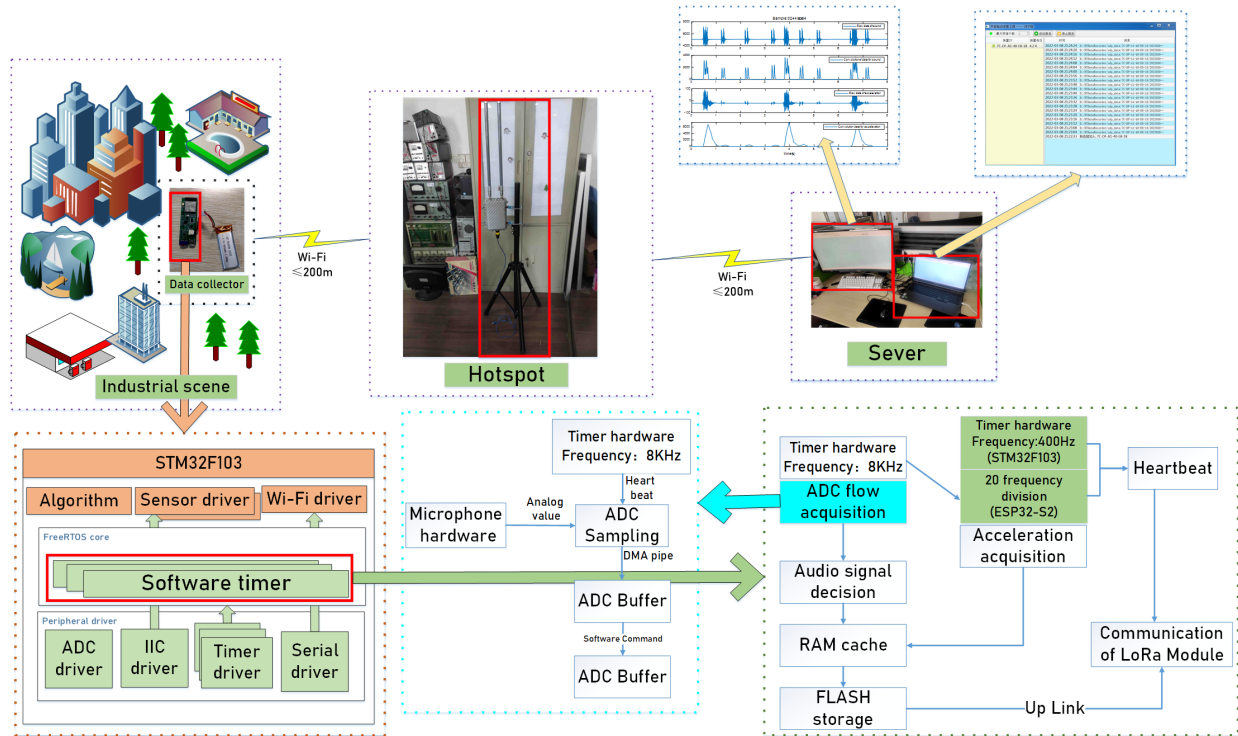 Data collector
Industrial scene
Wi-Fi
≤200m
Hotspot
Wi-Fi
≤200m
Sever
STM32F103
Algorithm
Sensor driver
Wi-Fi driver
FreeRTOS core
Software timer
Peripheral driver
ADC
driver
IIC
driver
Timer
driver
Serial
driver
Timer hardware
Frequency：8KHz
Heart
beat
Analog
value
Microphone
hardware
ADC
Sampling
DMA pipe
ADC Buffer
Software Command
ADC Buffer
Timer hardware
Frequency：8KHz
ADC flow
acquisition
Audio signal
decision
RAM cache
FLASH
storage
Timer hardware
Frequency:400Hz
(STM32F103)
20 frequency
division
(ESP32-S2)
Acceleration
acquisition
Heartbeat
Communication
of LoRa Module
Up Link